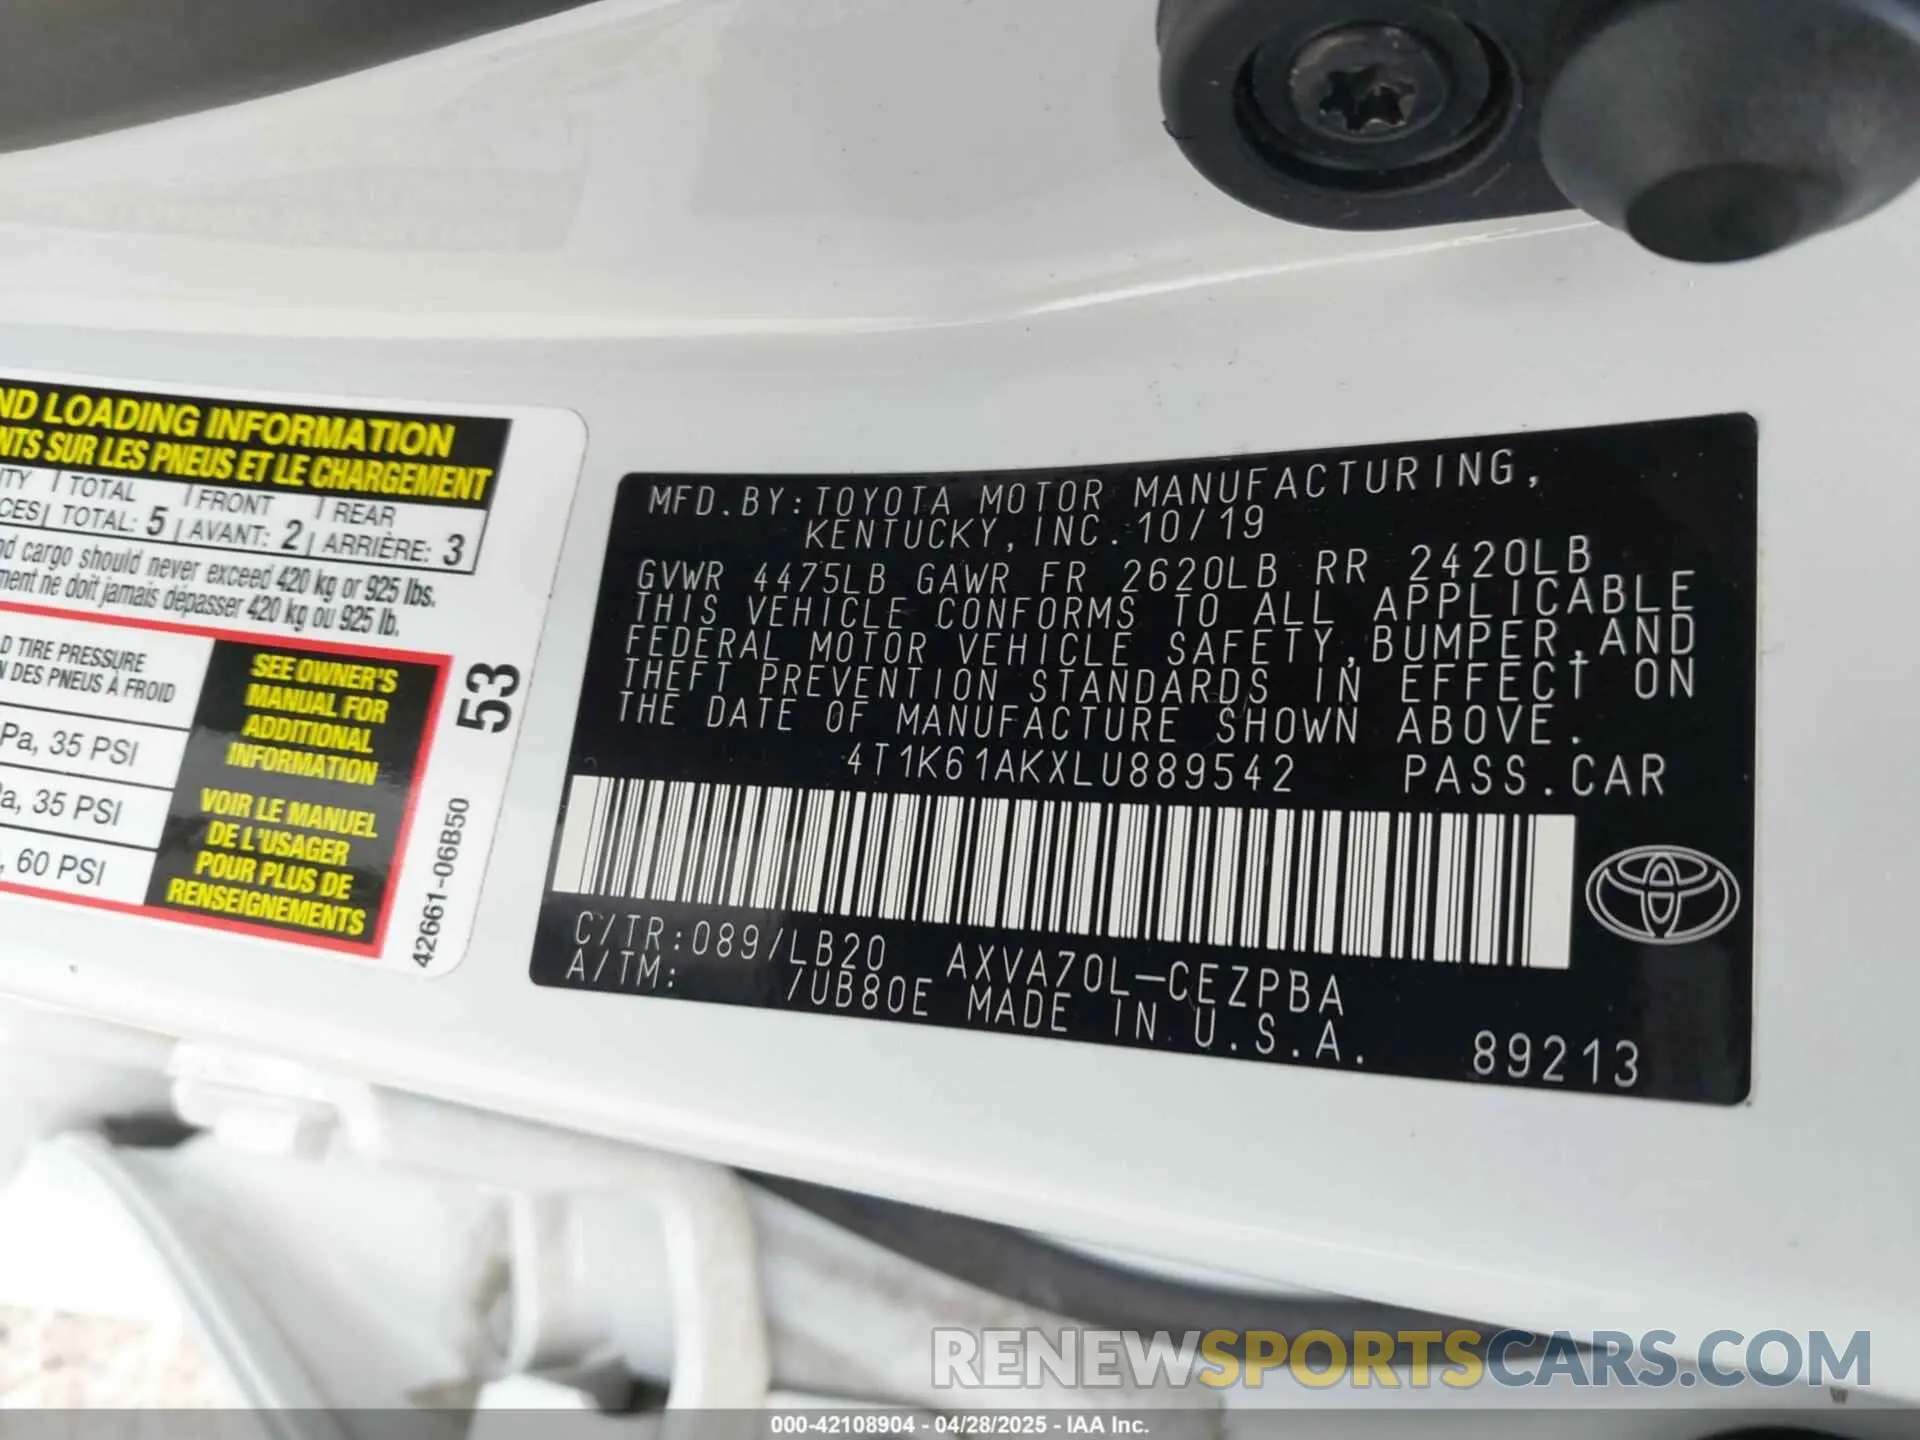 ND LOADING INFORMATION
NTS SUR LES PNEUS ET LE CHARGEMENT
ITY TOTAL FRONT REAR
CES TOTAL: 5 AVANT: 2 ARRIÈRE: 3
nd cargo should never exceed 420 kg or 925 lbs.
ment ne doit jamais dépasser 420 kg ou 925 lb.
D TIRE PRESSURE
N DES PNEUS À FROID
Pa, 35 PSI
a, 35 PSI
, 60 PSI
SEE OWNER'S
MANUAL FOR
ADDITIONAL
INFORMATION
VOIR LE MANUEL
DE L'USAGER
POUR PLUS DE
RENSEIGNEMENTS
53
42661-06B50
MFD.BY:TOYOTA MOTOR MANUFACTURING,
KENTUCKY, INC. 10/19
GVWR 4475LB GAWR FR 2620LB RR 2420LB
THIS VEHICLE CONFORMS TO ALL APPLICABLE
FEDERAL MOTOR VEHICLE SAFETY,BUMPER,AND
THEFT PREVENTION STANDARDS IN EFFECT ON
THE DATE OF MANUFACTURE SHOWN ABOVE.
4T1K61AKXLU889542 PASS.CAR
C/TR:089/LB20 AXVA70L-CEZPBA
A/TM: /UB80E MADE IN U.S.A.
89213
RENEWSPORTSCARS.COM
000-42108904 - 04/28/2025 - IAA Inc.